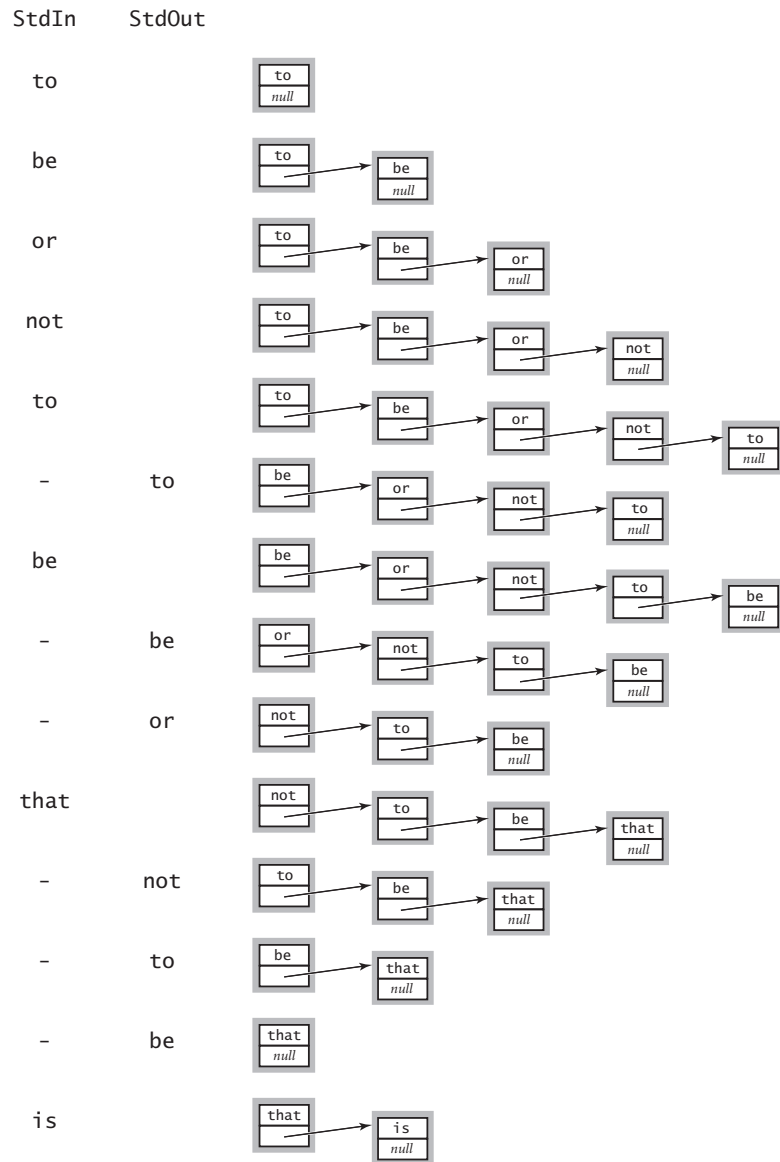 StdIn StdOut
to
to
null
be
to be
null
or
to be or
null
not
to be or not
null
to
to be or not to
null
- to
be or not to
null
be
be or not to be
null
- be
or not to be
null
- or
not to be
null
that
not to be that
null
- not
to be that
null
- to
be that
null
- be
that
null
is
that is
null